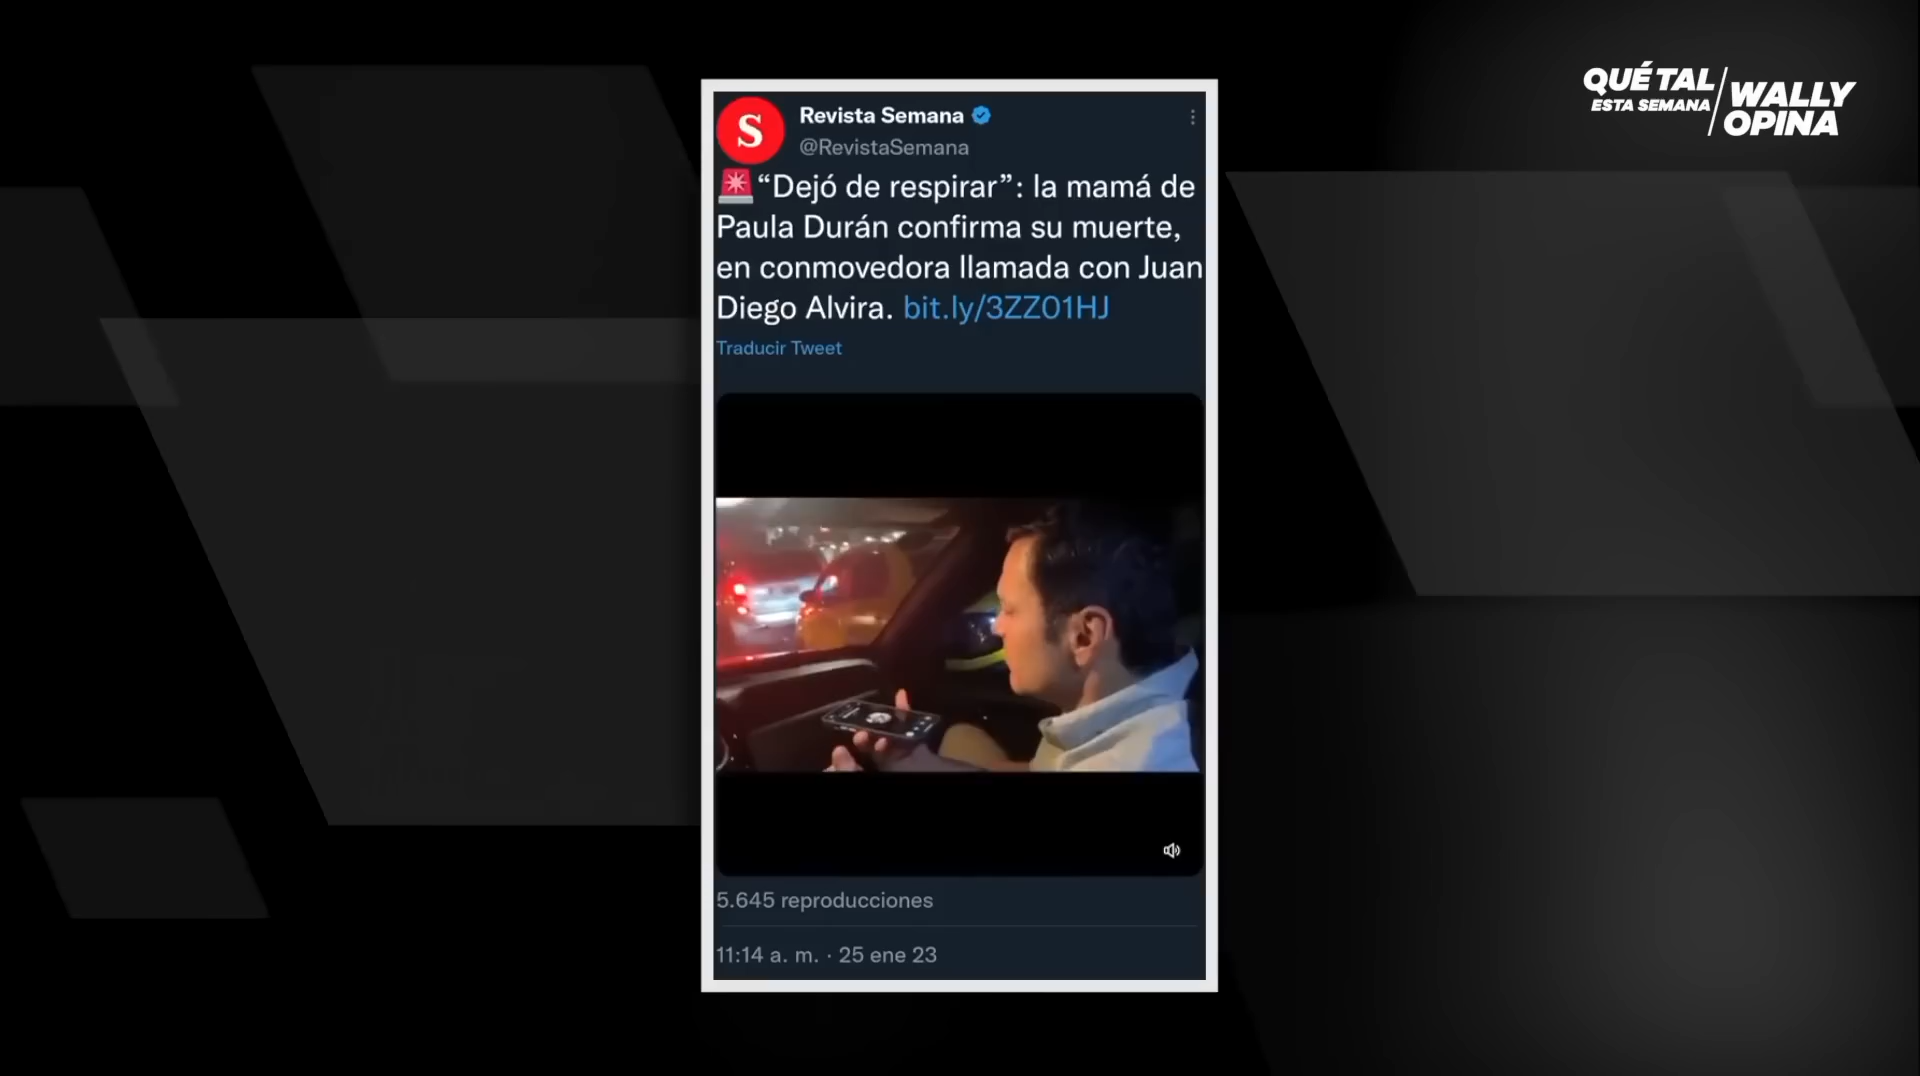 QUÉ TAL
ESTA SEMANA
WALLY
OPINA
S
Revista Semana
@RevistaSemana
“Dejó de respirar”: la mamá de
Paula Durán confirma su muerte,
en conmovedora llamada con Juan
Diego Alvira. bit.ly/3ZZO1HJ
Traducir Tweet
5.645 reproducciones
11:14 a. m. · 25 ene 23